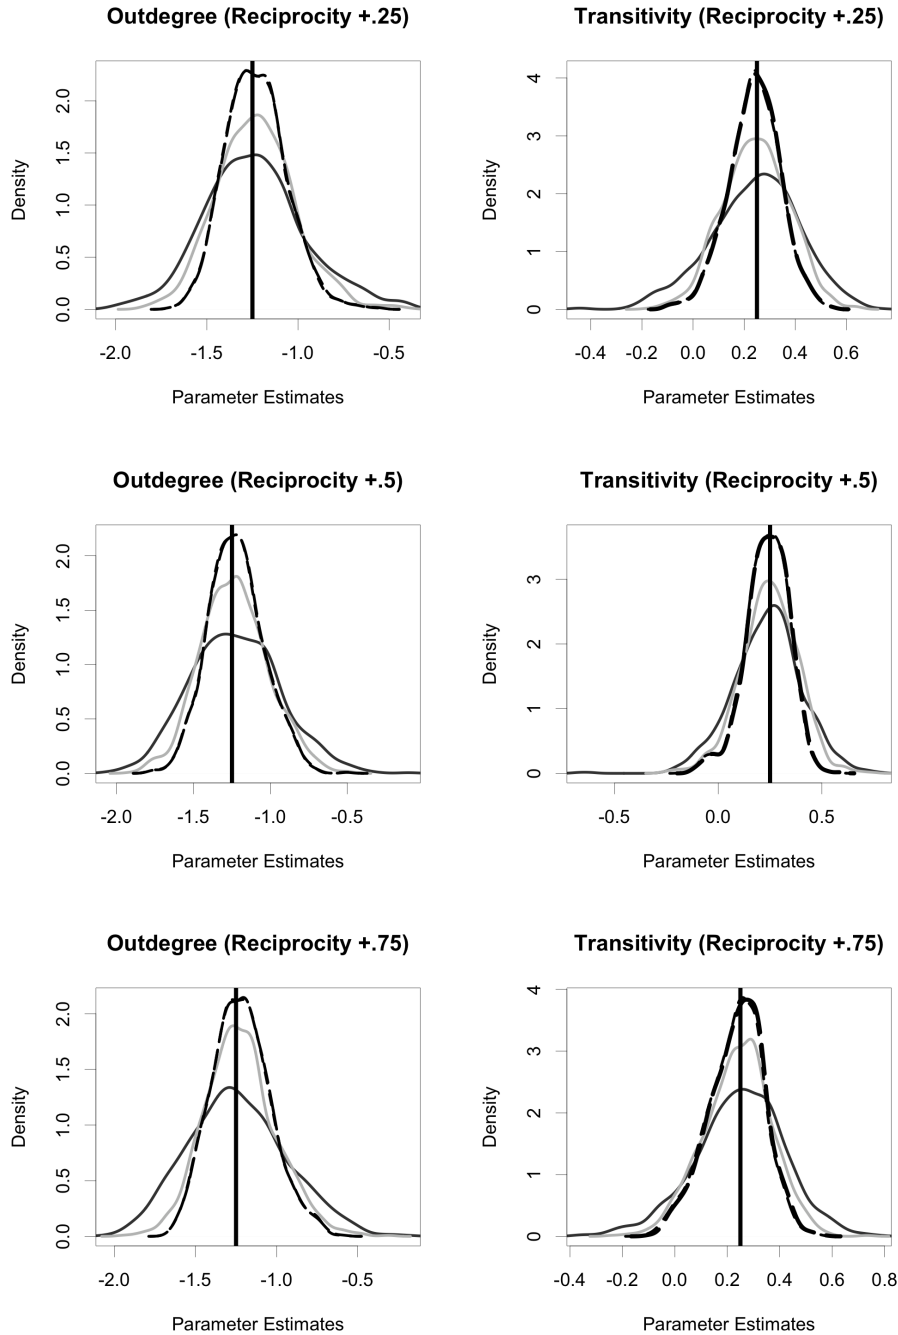 Outdegree (Reciprocity +.25)
Transitivity (Reciprocity +.25)
Density
0.0 0.5 1.0 1.5 2.0
-2.0 -1.5 -1.0 -0.5
Parameter Estimates
Density
0 1 2 3 4
-0.4 -0.2 0.0 0.2 0.4 0.6
Parameter Estimates
Outdegree (Reciprocity +.5)
Transitivity (Reciprocity +.5)
Density
0.0 0.5 1.0 1.5 2.0
-2.0 -1.5 -1.0 -0.5
Parameter Estimates
Density
0 1 2 3
-0.5 0.0 0.5
Parameter Estimates
Outdegree (Reciprocity +.75)
Transitivity (Reciprocity +.75)
Density
0.0 0.5 1.0 1.5 2.0
-2.0 -1.5 -1.0 -0.5
Parameter Estimates
Density
0 1 2 3 4
-0.4 -0.2 0.0 0.2 0.4 0.6 0.8
Parameter Estimates